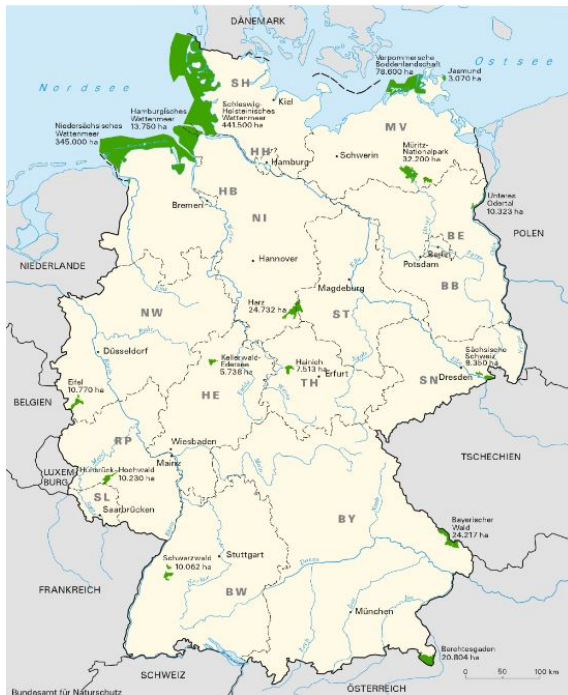 DÄNEMARK
Nordsee
Ostsee
Vorpommersche
Boddenlandschaft
78.600 ha
Jasmund
3.070 ha
SH
Kiel
Hamburgisches
Wattenmeer
13.750 ha
Schleswig-
Holsteinisches
Wattenmeer
441.500 ha
Niedersächsisches
Wattenmeer
345.000 ha
MV
Müritz-
Nationalpark
32.200 ha
Schwerin
HH
Hamburg
HB
Bremen
NI
Unteres
Odertal
10.323 ha
POLEN
BE
Berlin
Potsdam
BB
NIEDERLANDE
Hannover
Magdeburg
Harz
24.732 ha
ST
NW
Düsseldorf
Kellerwald-
Edersee
5.738 ha
Hainich
7.513 ha
Erfurt
TH
HE
Sächsische
Schweiz
9.350 ha
Dresden
SN
Eifel
10.770 ha
BELGIEN
RP
Wiesbaden
Mainz
LUXEM
BURG
Hunsrück-Hochwald
10.230 ha
SL
Saarbrücken
TSCHECHIEN
BY
Bayerischer
Wald
24.217 ha
Donau
Schwarzwald
10.062 ha
Stuttgart
Neckar
BW
FRANKREICH
München
Berchtesgaden
20.804 ha
SCHWEIZ
ÖSTERREICH
0
50
100 km
Bundesamt für Naturschutz